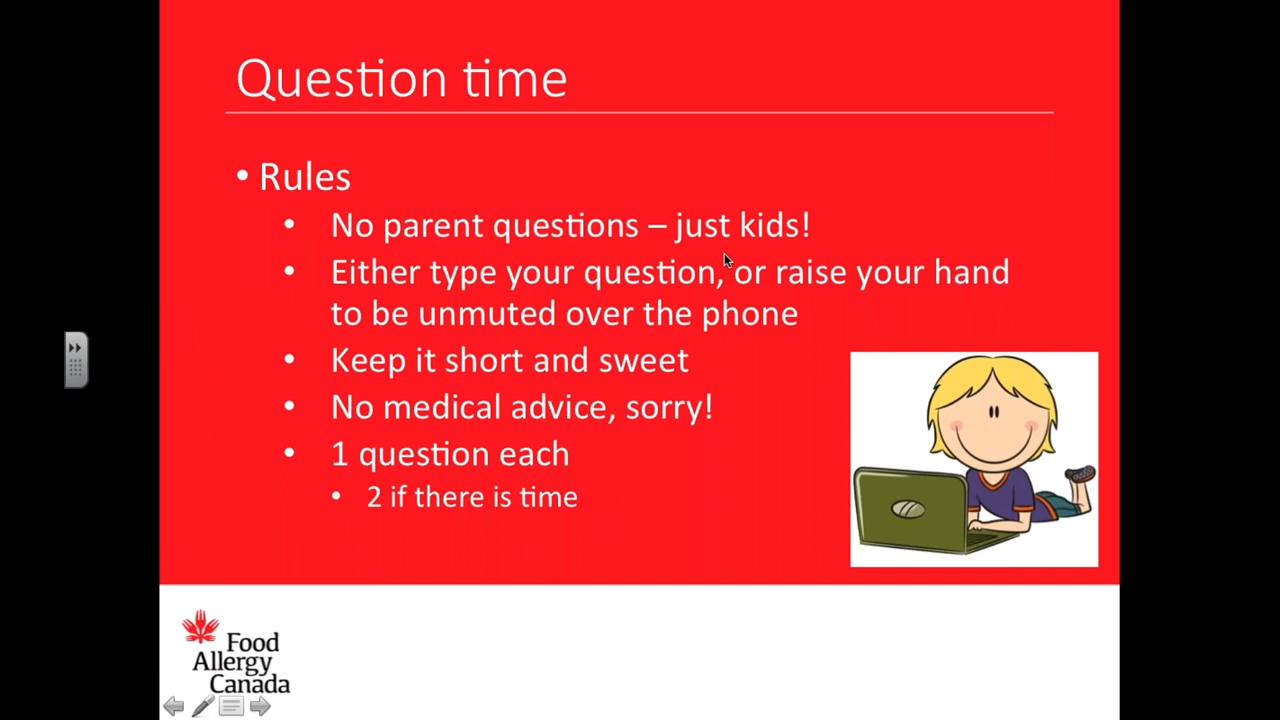 Question time
• Rules
• No parent questions – just kids!
• Either type your question, or raise your hand
to be unmuted over the phone
• Keep it short and sweet
• No medical advice, sorry!
• 1 question each
• 2 if there is time
Food
Allergy
Canada